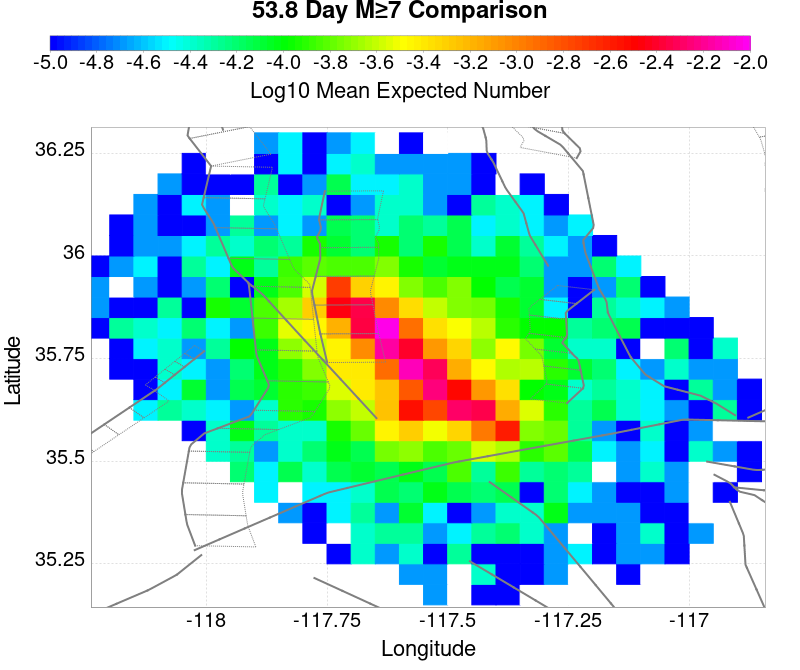 53.8 Day M≥7 Comparison
-5.0 -4.8 -4.6 -4.4 -4.2 -4.0 -3.8 -3.6 -3.4 -3.2 -3.0 -2.8 -2.6 -2.4 -2.2 -2.0
Log10 Mean Expected Number
36.25
36
35.75
35.5
35.25
Latitude
-118 -117.75 -117.5 -117.25 -117
Longitude